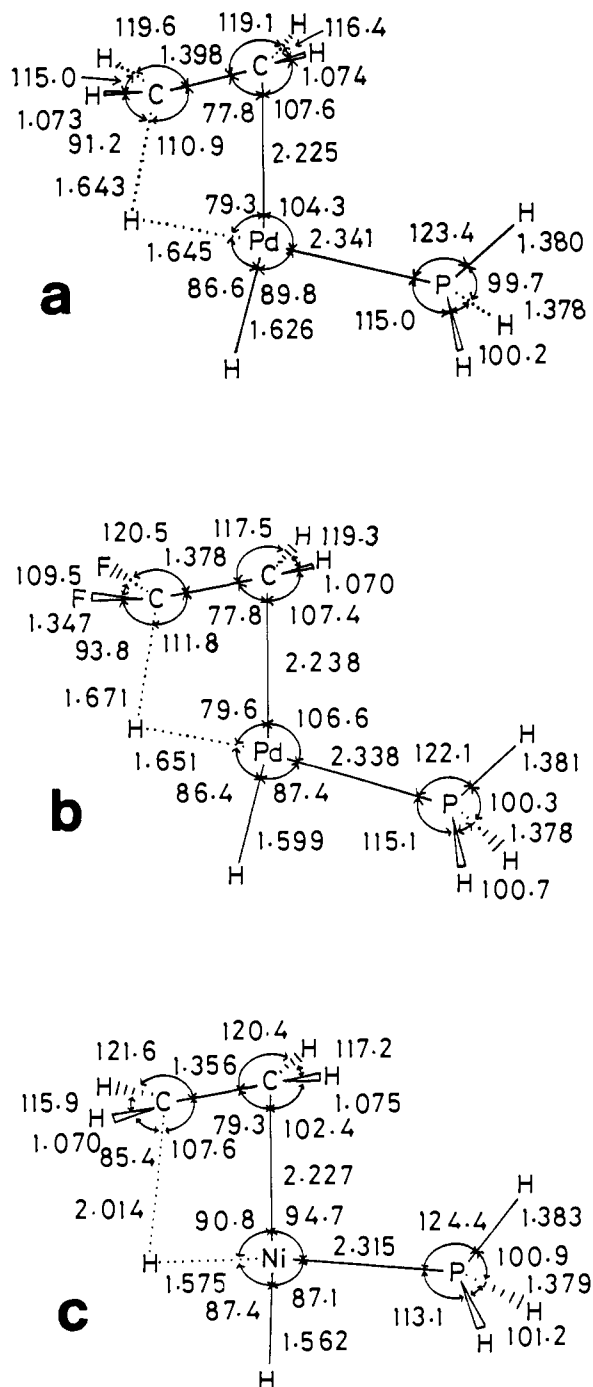 119.6 119.1 H 116.4
H 1.398 C H
115.0 1.074
H C
1.073 77.8 107.6
91.2 110.9 2.225
1.643
79.3 104.3 H
H Pd 2.341 123.4
1.645 1.380
a 86.6 89.8 P 99.7
1.626 115.0 H 1.378
H H 100.2
120.5 117.5 H 119.3
F 1.378 C H
109.5 1.070
F C
1.347 77.8 107.4
93.8 111.8 2.238
1.671
79.6 106.6 H
H Pd 2.338 122.1
1.651 1.381
b 86.4 87.4 P 100.3
1.599 115.1 1.378
H H H 100.7
120.4 H 117.2
121.6 1.356 C H
H
115.9 H C 1.075
1.070 79.3 102.4
85.4 107.6 2.227
2.014
90.8 94.7 H
124.4 1.383
H Ni 2.315 P 100.9
1.575 1.379
87.4 87.1 H
c 1.562 113.1 H 101.2
H